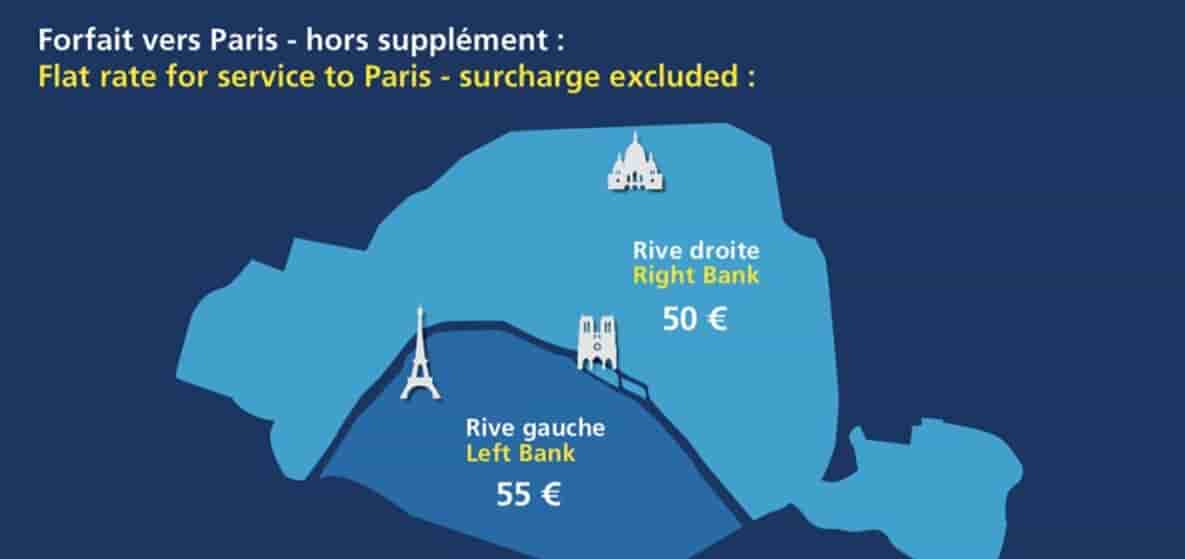 Forfait vers Paris - hors supplément :
Flat rate for service to Paris - surcharge excluded :
Rive droite
Right Bank
50 €
Rive gauche
Left Bank
55 €